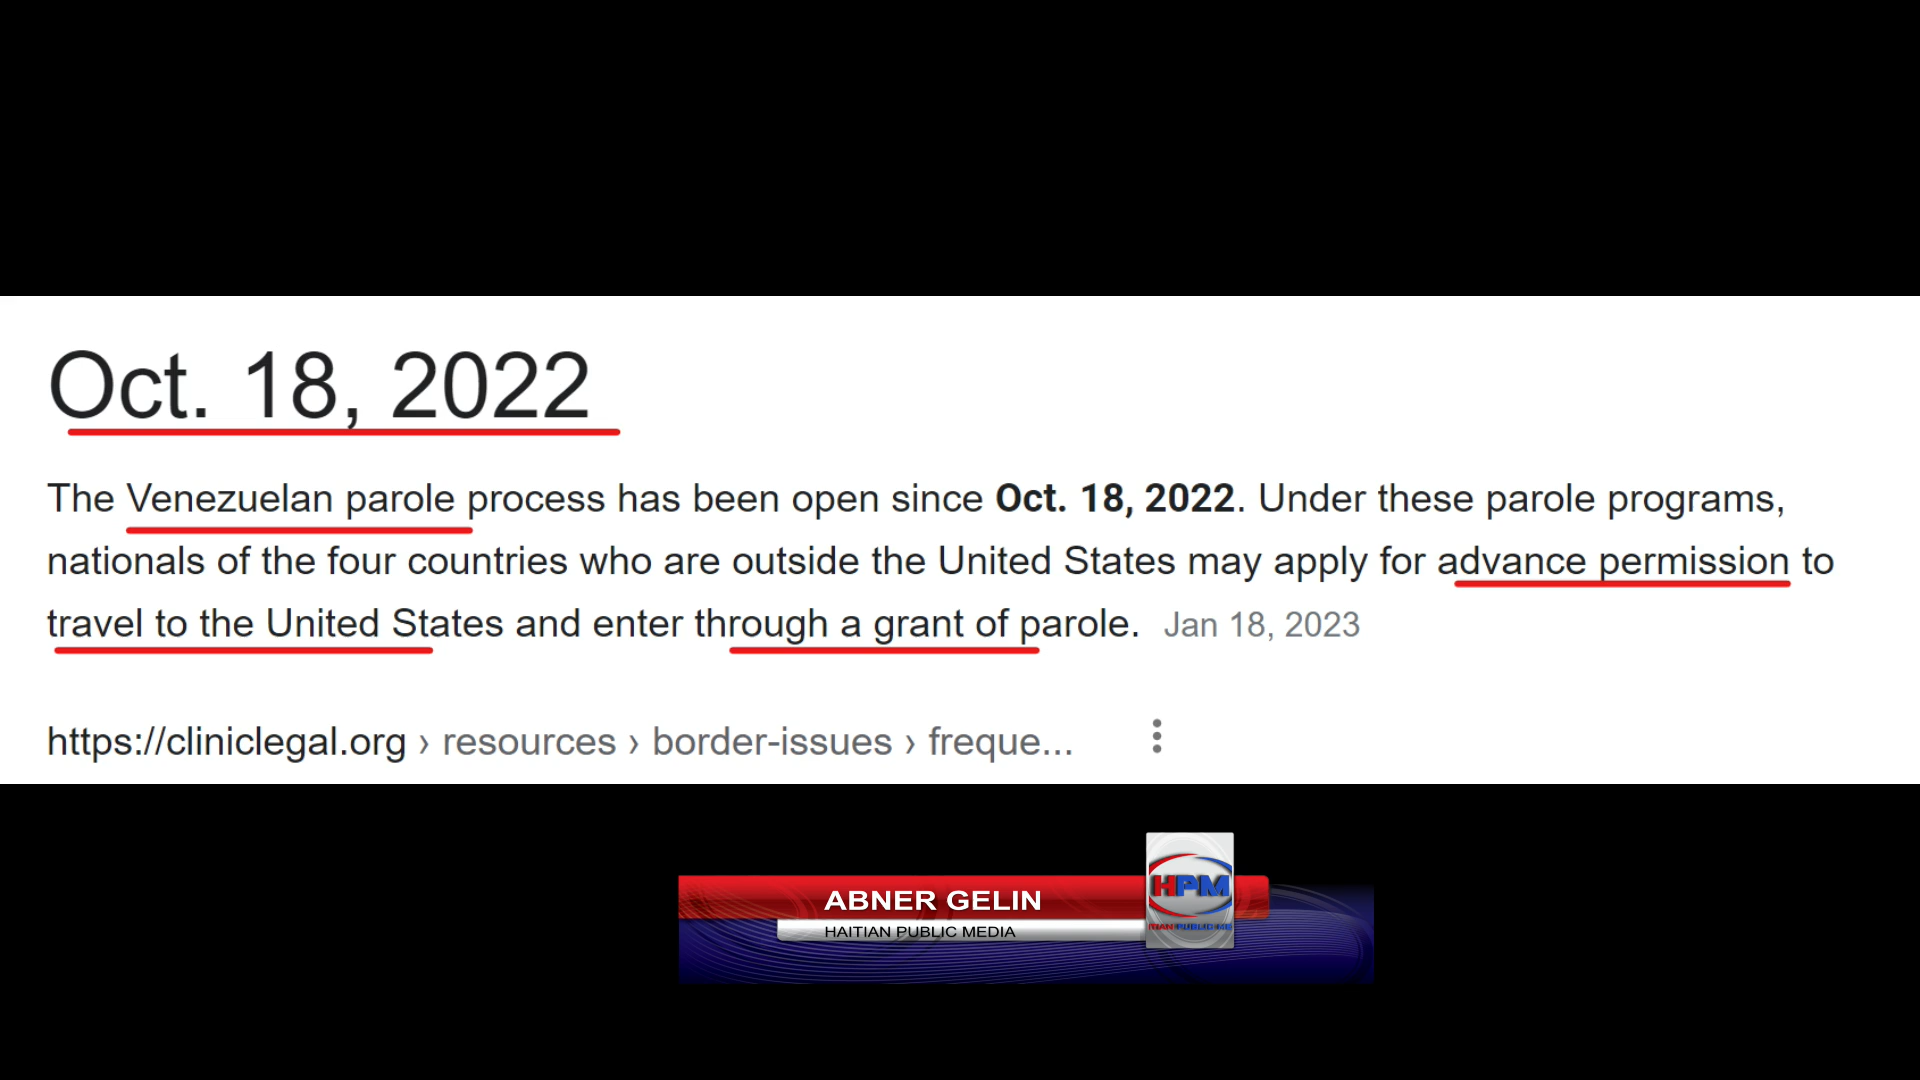 Oct. 18, 2022
The Venezuelan parole process has been open since Oct. 18, 2022. Under these parole programs,
nationals of the four countries who are outside the United States may apply for advance permission to
travel to the United States and enter through a grant of parole. Jan 18, 2023
https://cliniclegal.org › resources › border-issues › freque...
ABNER GELIN
HPM
HAITIAN PUBLIC MEDIA